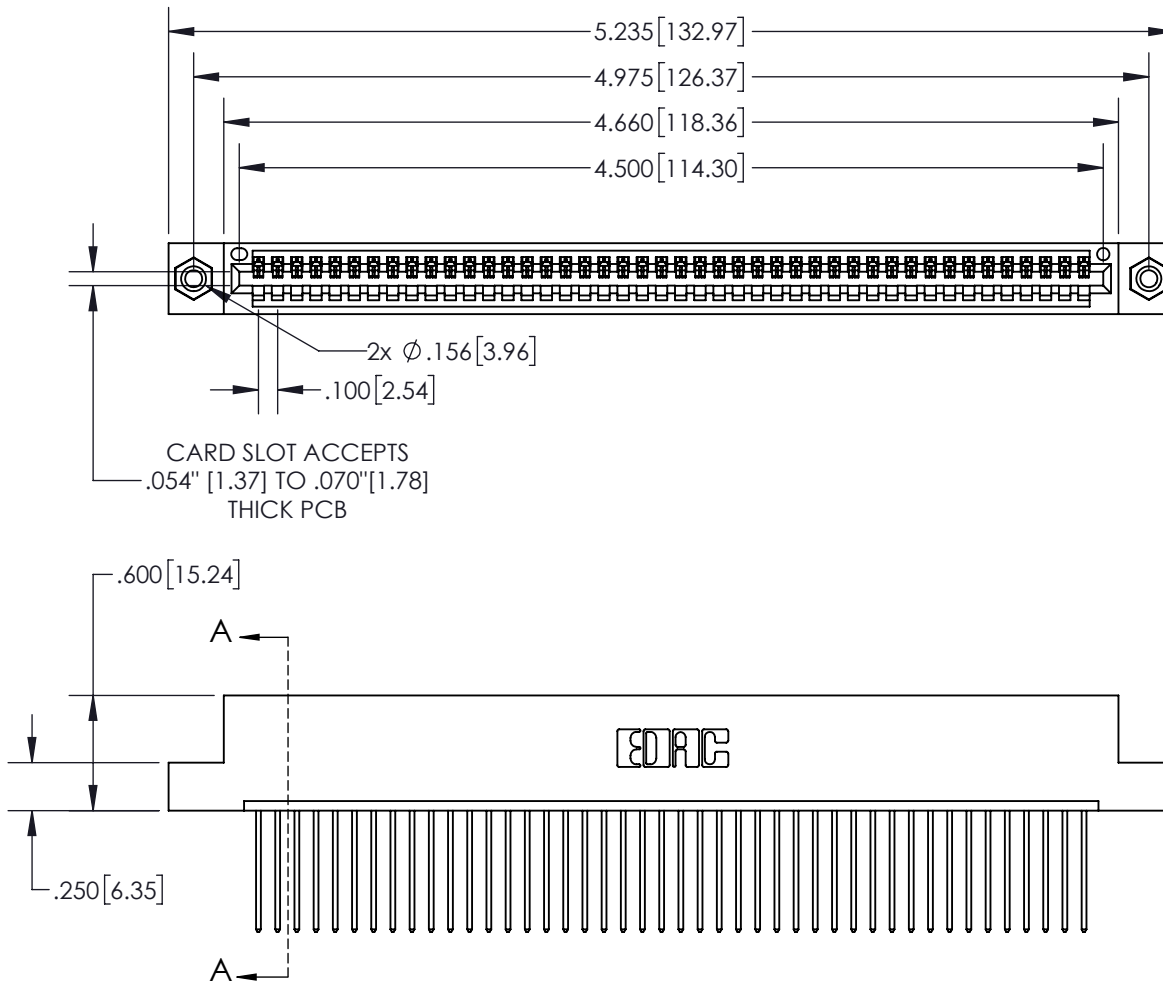 5.235[132.97]
4.975[126.37]
4.660[118.36]
4.500[114.30]
2x Ø.156[3.96]
.100[2.54]
CARD SLOT ACCEPTS
.054" [1.37] TO .070"[1.78]
THICK PCB
.600[15.24]
A
EDAC
.250[6.35]
A